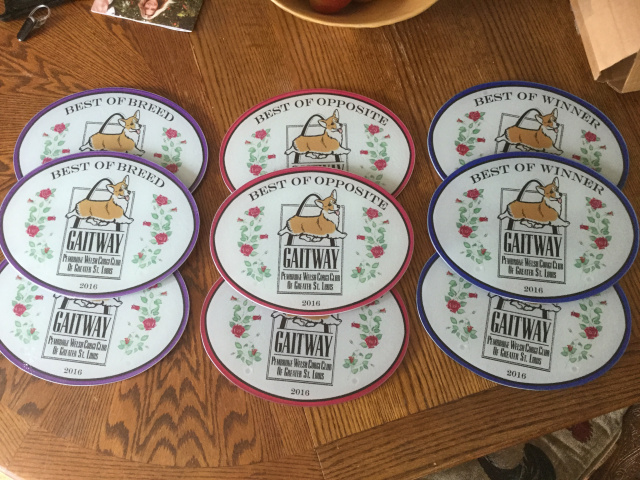 BEST OF BREED
BEST OF OPPOSITE
BEST OF WINNER
BEST OF BREED
GAITWAY
PEMBROKE WELSH CORGI CLUB
OF GREATER ST. LOUIS
2016
BEST OF OPPOSITE
GAITWAY
PEMBROKE WELSH CORGI CLUB
OF GREATER ST. LOUIS
2016
BEST OF WINNER
GAITWAY
PEMBROKE WELSH CORGI CLUB
OF GREATER ST. LOUIS
2016
GAITWAY
PEMBROKE WELSH CORGI CLUB
OF GREATER ST. LOUIS
2016
GAITWAY
PEMBROKE WELSH CORGI CLUB
OF GREATER ST. LOUIS
2016
GAITWAY
PEMBROKE WELSH CORGI CLUB
OF GREATER ST. LOUIS
2016